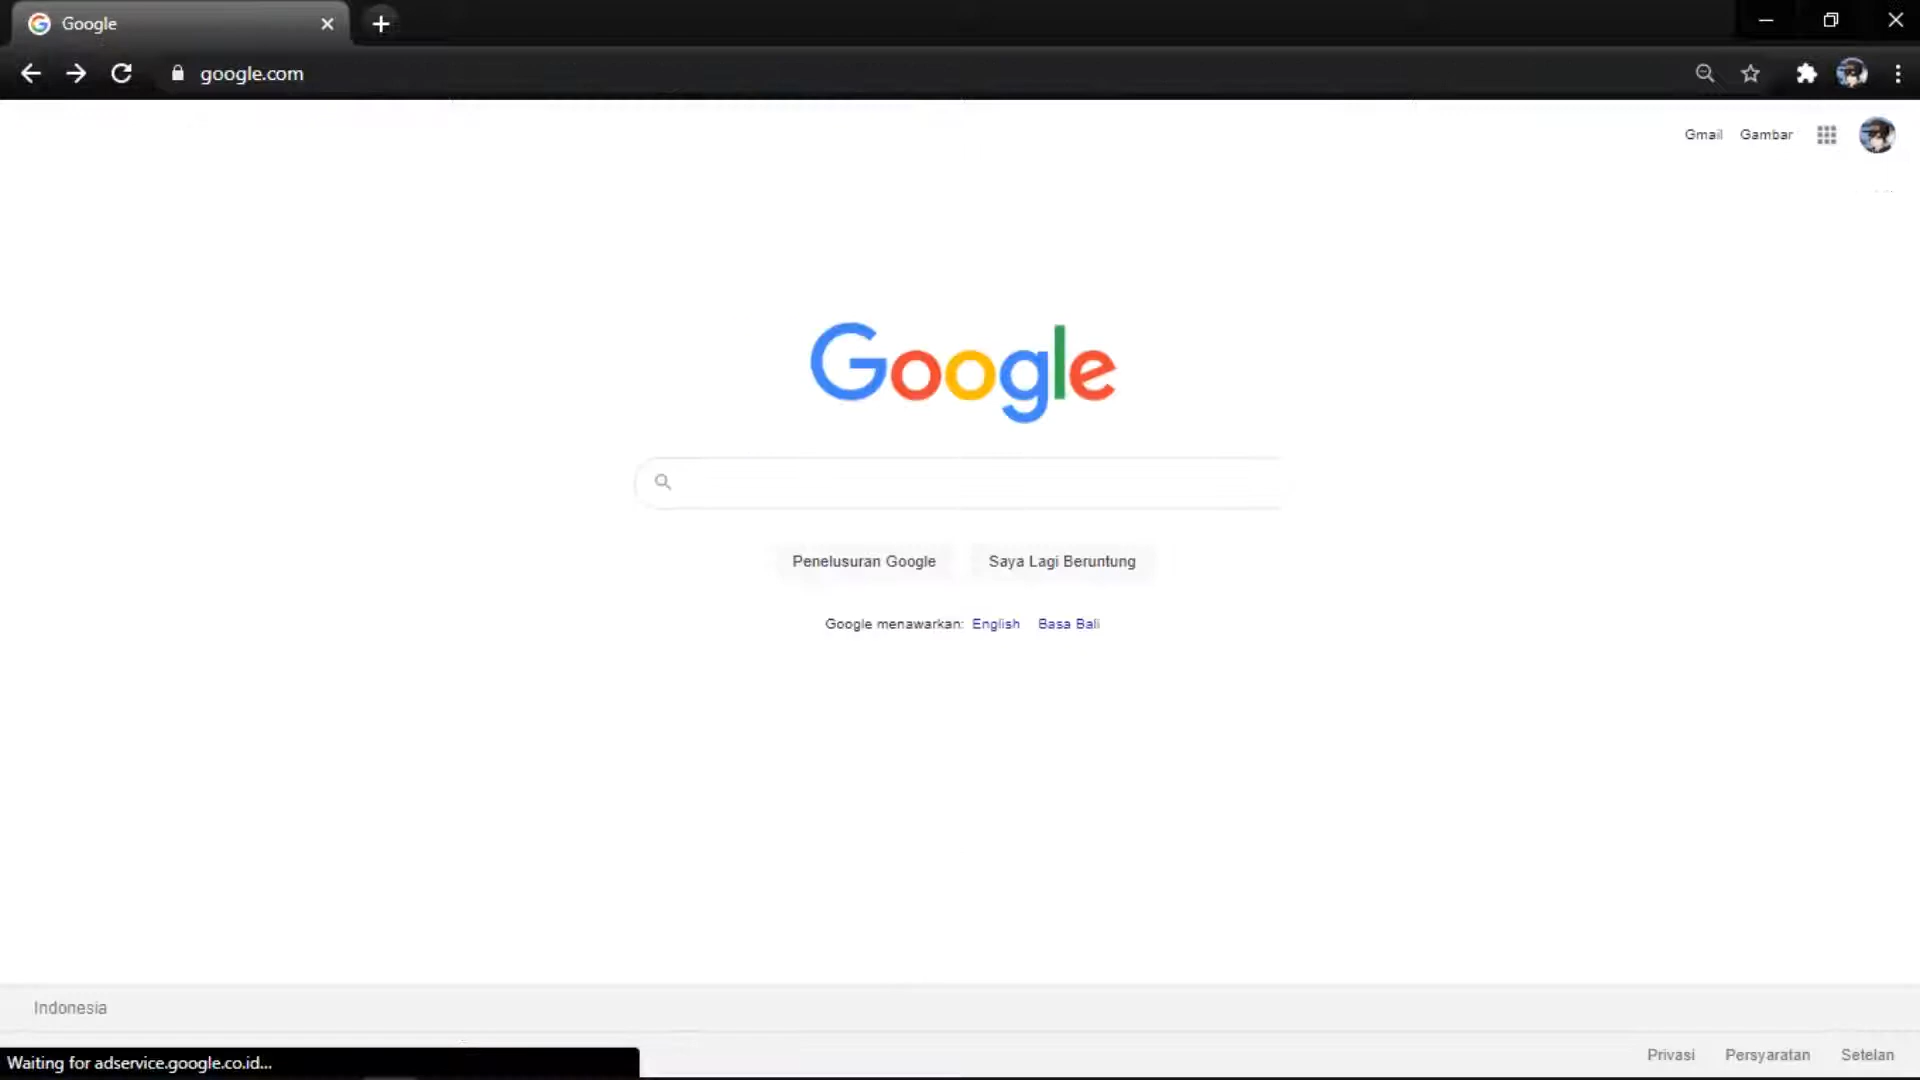 Google
google.com
Gmail Gambar
Google
Penelusuran Google Saya Lagi Beruntung
Google menawarkan: English Basa Bali
Indonesia
Waiting for adservice.google.co.id...
Privasi Persyaratan Setelan